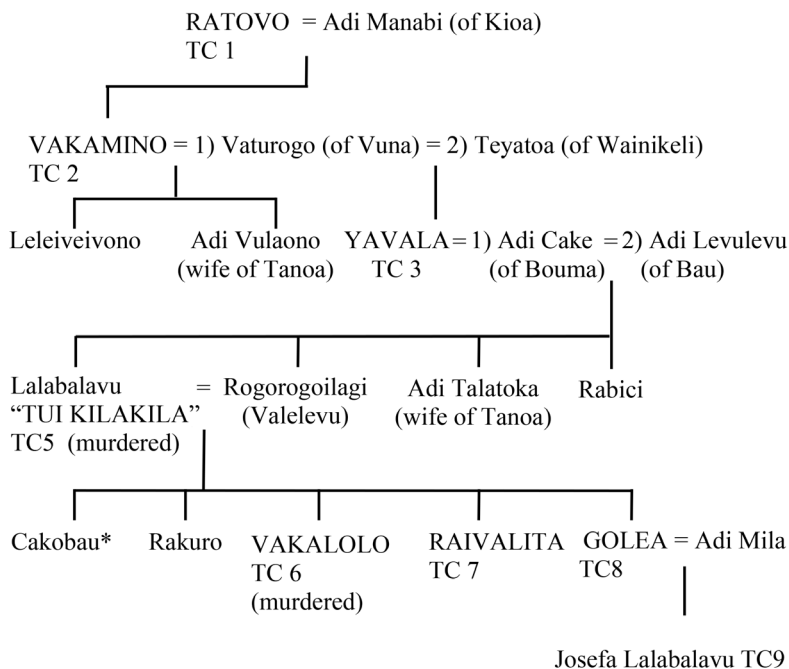 RATOVO = Adi Manabi (of Kioa)
TC 1
VAKAMINO = 1) Vaturogo (of Vuna) = 2) Teyatoa (of Wainikeli)
TC 2
Leleiveivono Adi Vulaono YAVALA = 1) Adi Cake = 2) Adi Levulevu
(wife of Tanoa) TC 3 (of Bouma) (of Bau)
Lalabalavu = Rogorogoilagi Adi Talatoka Rabici
“TUI KILAKILA” (Valelevu) (wife of Tanoa)
TC5 (murdered)
Cakobau* Rakuro VAKALOLO RAIVALITA GOLEA = Adi Mila
TC 6 TC 7 TC8
(murdered)
Josefa Lalabalavu TC9